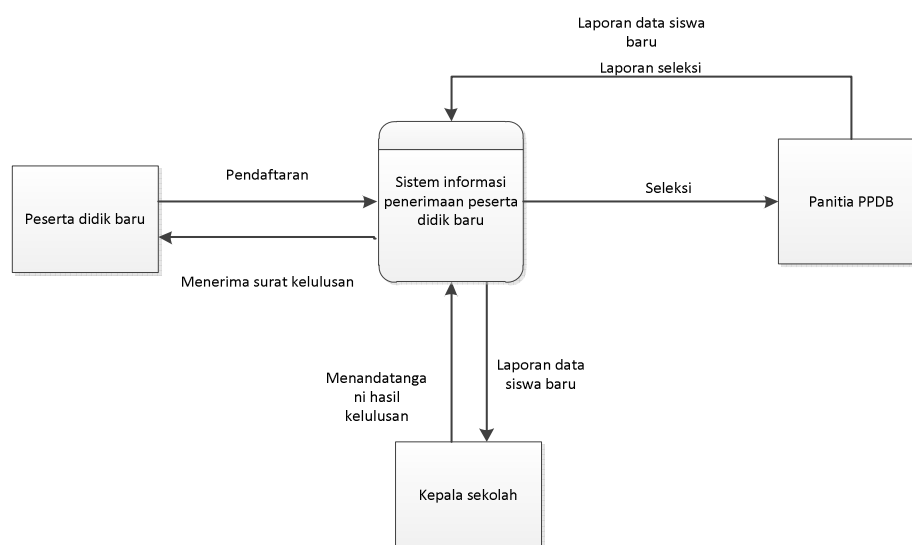 Laporan data siswa
baru
Laporan seleksi
Pendaftaran
Sistem informasi
penerimaan peserta
didik baru
Seleksi
Panitia PPDB
Peserta didik baru
Menerima surat kelulusan
Menandatanga
ni hasil
kelulusan
Laporan data
siswa baru
Kepala sekolah